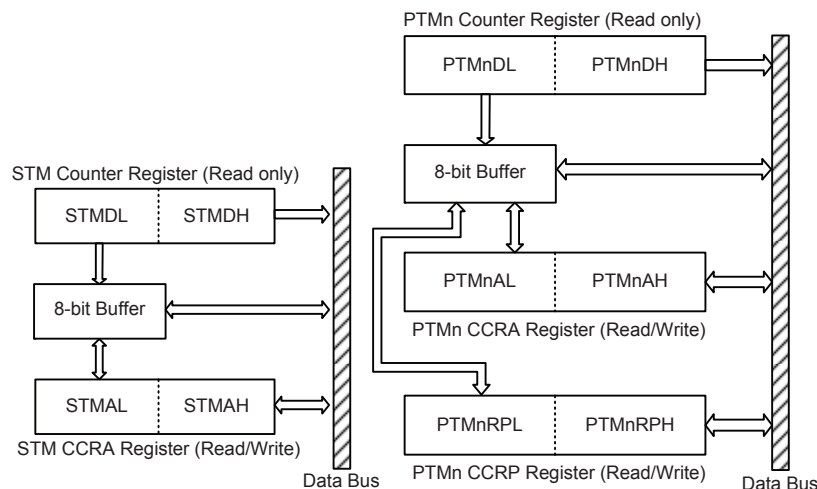 STM Counter Register (Read only)
STMDL
STMDH
8-bit Buffer
STMAL
STMAH
STM CCRA Register (Read/Write)
Data Bus
PTMn Counter Register (Read only)
PTMnDL
PTMnDH
8-bit Buffer
PTMnAL
PTMnAH
PTMn CCRA Register (Read/Write)
PTMnRPL
PTMnRPH
PTMn CCRP Register (Read/Write)
Data Bus